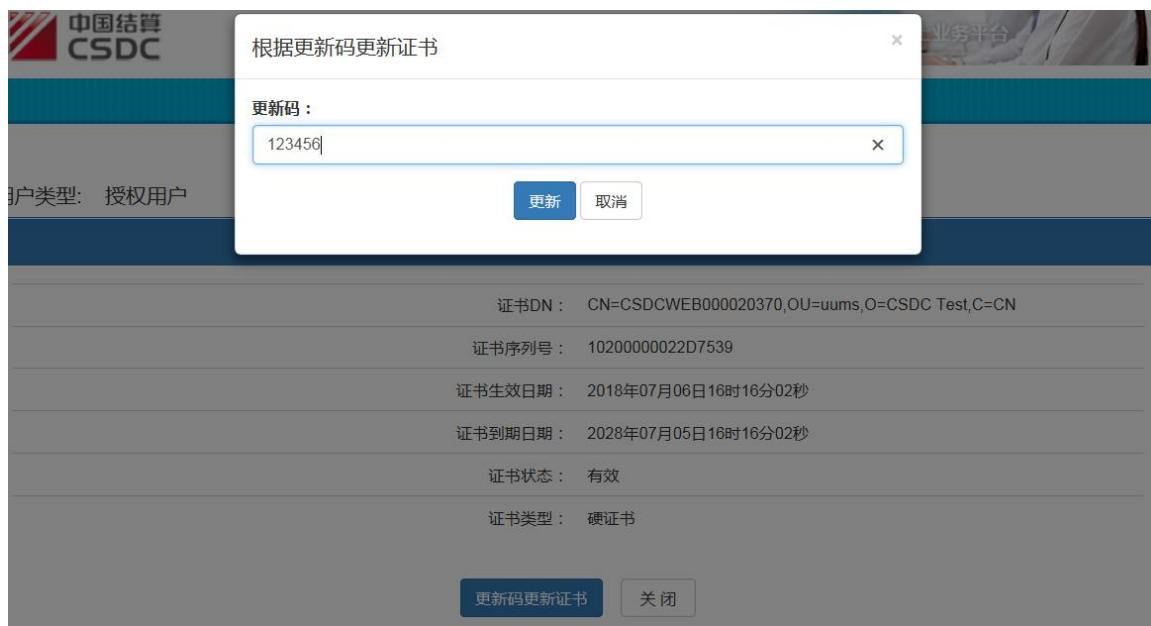 中国结算
CSDC
业务平台
根据更新码更新证书
×
更新码：
123456
×
更新 取消
户类型: 授权用户
证书DN： CN=CSDCWEB000020370,OU=uums,O=CSDC Test,C=CN
证书序列号： 10200000022D7539
证书生效日期： 2018年07月06日16时16分02秒
证书到期日期： 2028年07月05日16时16分02秒
证书状态： 有效
证书类型： 硬证书
更新码更新证书 关闭